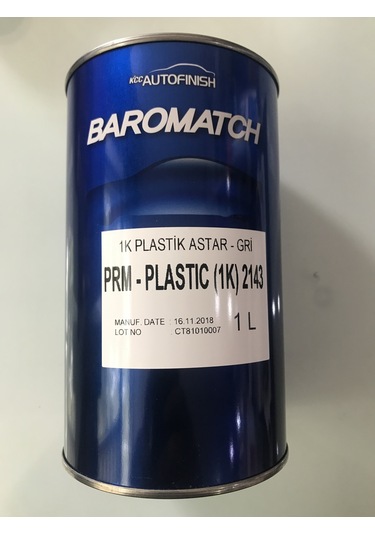 KCC AUTOFINISH
BAROMATCH
1K PLASTİK ASTAR - GRİ
PRM - PLASTIC (1K) 2143
MANUF. DATE : 16.11.2018 1 L
LOT NO CT81010007